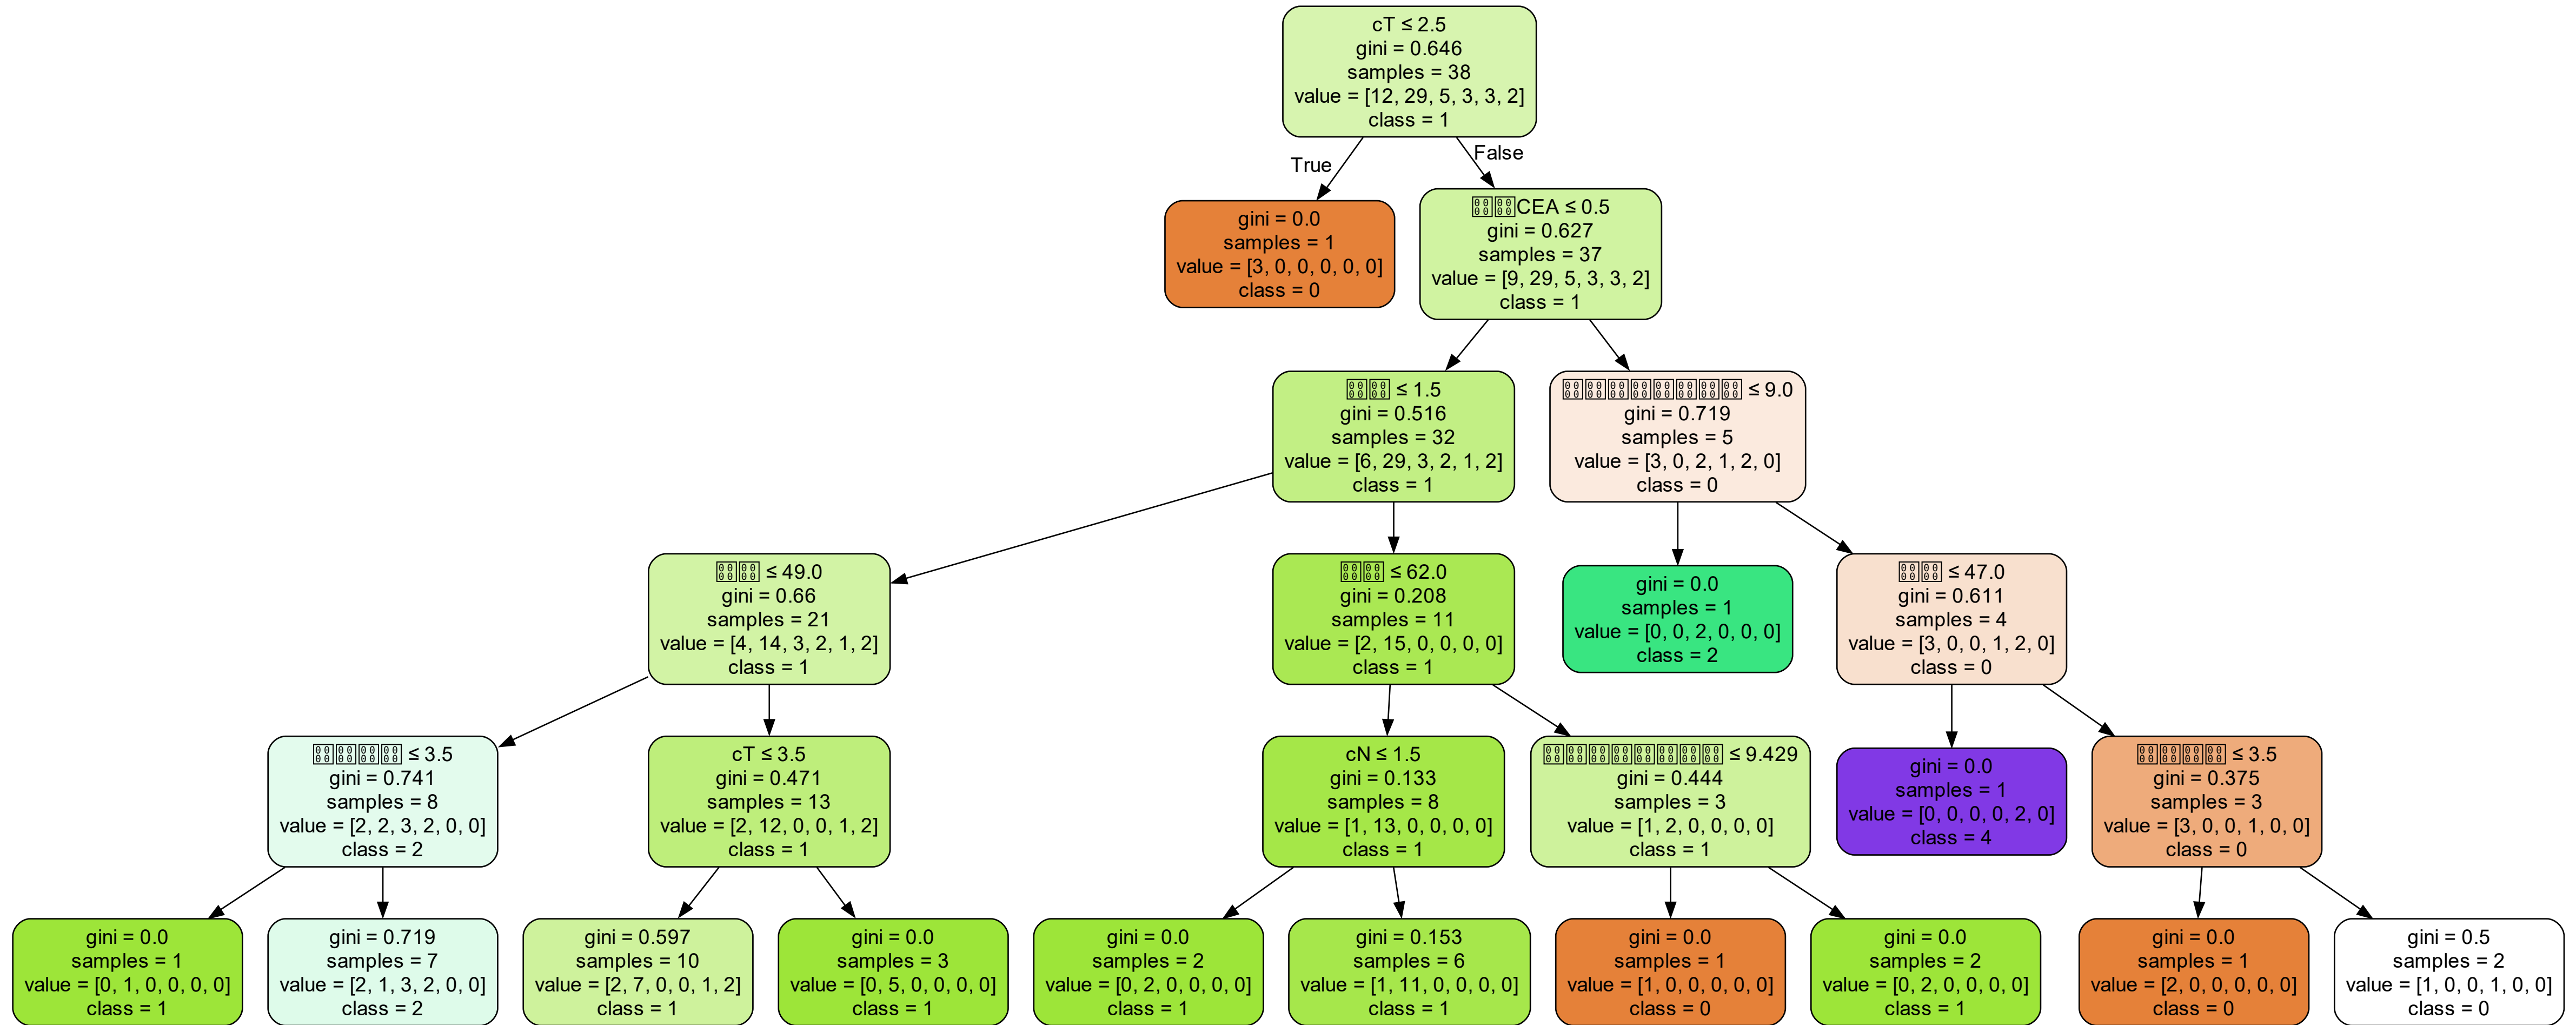 cT ≤ 2.5
gini = 0.646
samples = 38
value = [12, 29, 5, 3, 3, 2]
class = 1
True
False
gini = 0.0
samples = 1
value = [3, 0, 0, 0, 0, 0]
class = 0
CEA ≤ 0.5
gini = 0.627
samples = 37
value = [9, 29, 5, 3, 3, 2]
class = 1
≤ 1.5
gini = 0.516
samples = 32
value = [6, 29, 3, 2, 1, 2]
class = 1
≤ 9.0
gini = 0.719
samples = 5
value = [3, 0, 2, 1, 2, 0]
class = 0
≤ 49.0
gini = 0.66
samples = 21
value = [4, 14, 3, 2, 1, 2]
class = 1
≤ 62.0
gini = 0.208
samples = 11
value = [2, 15, 0, 0, 0, 0]
class = 1
gini = 0.0
samples = 1
value = [0, 0, 2, 0, 0, 0]
class = 2
≤ 47.0
gini = 0.611
samples = 4
value = [3, 0, 0, 1, 2, 0]
class = 0
≤ 3.5
gini = 0.741
samples = 8
value = [2, 2, 3, 2, 0, 0]
class = 2
cT ≤ 3.5
gini = 0.471
samples = 13
value = [2, 12, 0, 0, 1, 2]
class = 1
cN ≤ 1.5
gini = 0.133
samples = 8
value = [1, 13, 0, 0, 0, 0]
class = 1
≤ 9.429
gini = 0.444
samples = 3
value = [1, 2, 0, 0, 0, 0]
class = 1
gini = 0.0
samples = 1
value = [0, 0, 0, 0, 2, 0]
class = 4
≤ 3.5
gini = 0.375
samples = 3
value = [3, 0, 0, 1, 0, 0]
class = 0
gini = 0.0
samples = 1
value = [0, 1, 0, 0, 0, 0]
class = 1
gini = 0.719
samples = 7
value = [2, 1, 3, 2, 0, 0]
class = 2
gini = 0.597
samples = 10
value = [2, 7, 0, 0, 1, 2]
class = 1
gini = 0.0
samples = 3
value = [0, 5, 0, 0, 0, 0]
class = 1
gini = 0.0
samples = 2
value = [0, 2, 0, 0, 0, 0]
class = 1
gini = 0.153
samples = 6
value = [1, 11, 0, 0, 0, 0]
class = 1
gini = 0.0
samples = 1
value = [1, 0, 0, 0, 0, 0]
class = 0
gini = 0.0
samples = 2
value = [0, 2, 0, 0, 0, 0]
class = 1
gini = 0.0
samples = 1
value = [2, 0, 0, 0, 0, 0]
class = 0
gini = 0.5
samples = 2
value = [1, 0, 0, 1, 0, 0]
class = 0